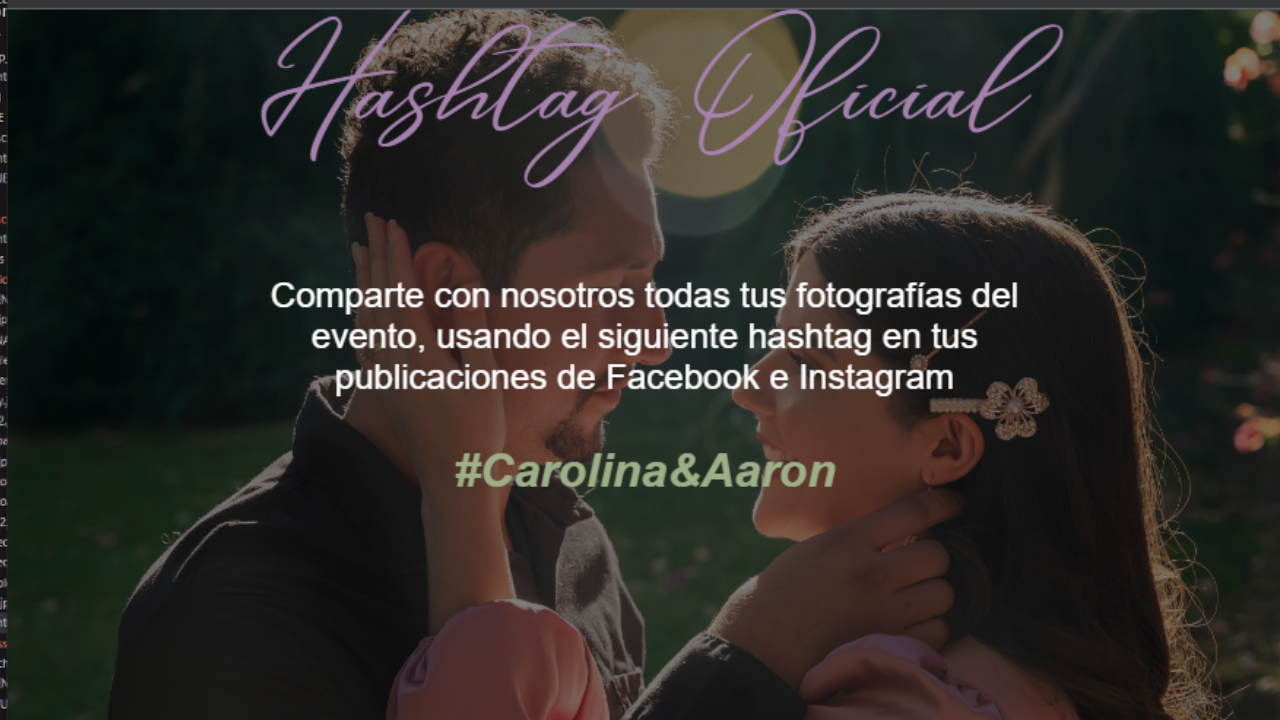 Hashtag Oficial
Comparte con nosotros todas tus fotografías del
evento, usando el siguiente hashtag en tus
publicaciones de Facebook e Instagram
#Carolina&Aaron